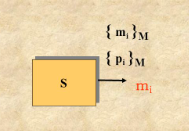 { mᵢ }M
{ pᵢ }M
S
mᵢ